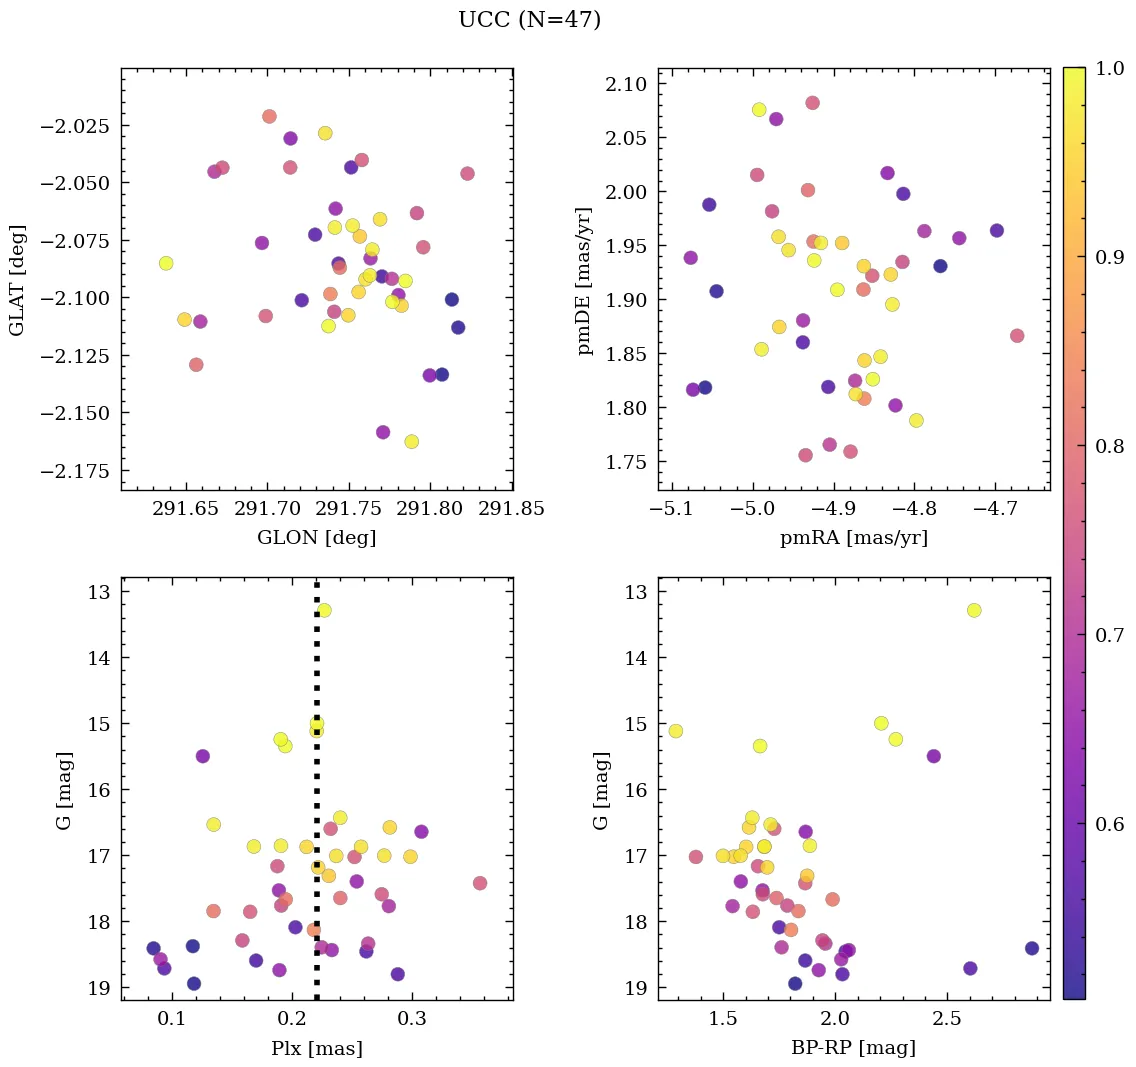 UCC (N=47)
−2.025
−2.050
−2.075
−2.100
−2.125
−2.150
−2.175
GLAT [deg]
291.65 291.70 291.75 291.80 291.85
GLON [deg]
2.10
2.05
2.00
1.95
1.90
1.85
1.80
1.75
pmDE [mas/yr]
−5.1 −5.0 −4.9 −4.8 −4.7
pmRA [mas/yr]
13
14
15
16
17
18
19
G [mag]
0.1 0.2 0.3
Plx [mas]
13
14
15
16
17
18
19
G [mag]
1.5 2.0 2.5
BP-RP [mag]
1.0
0.9
0.8
0.7
0.6